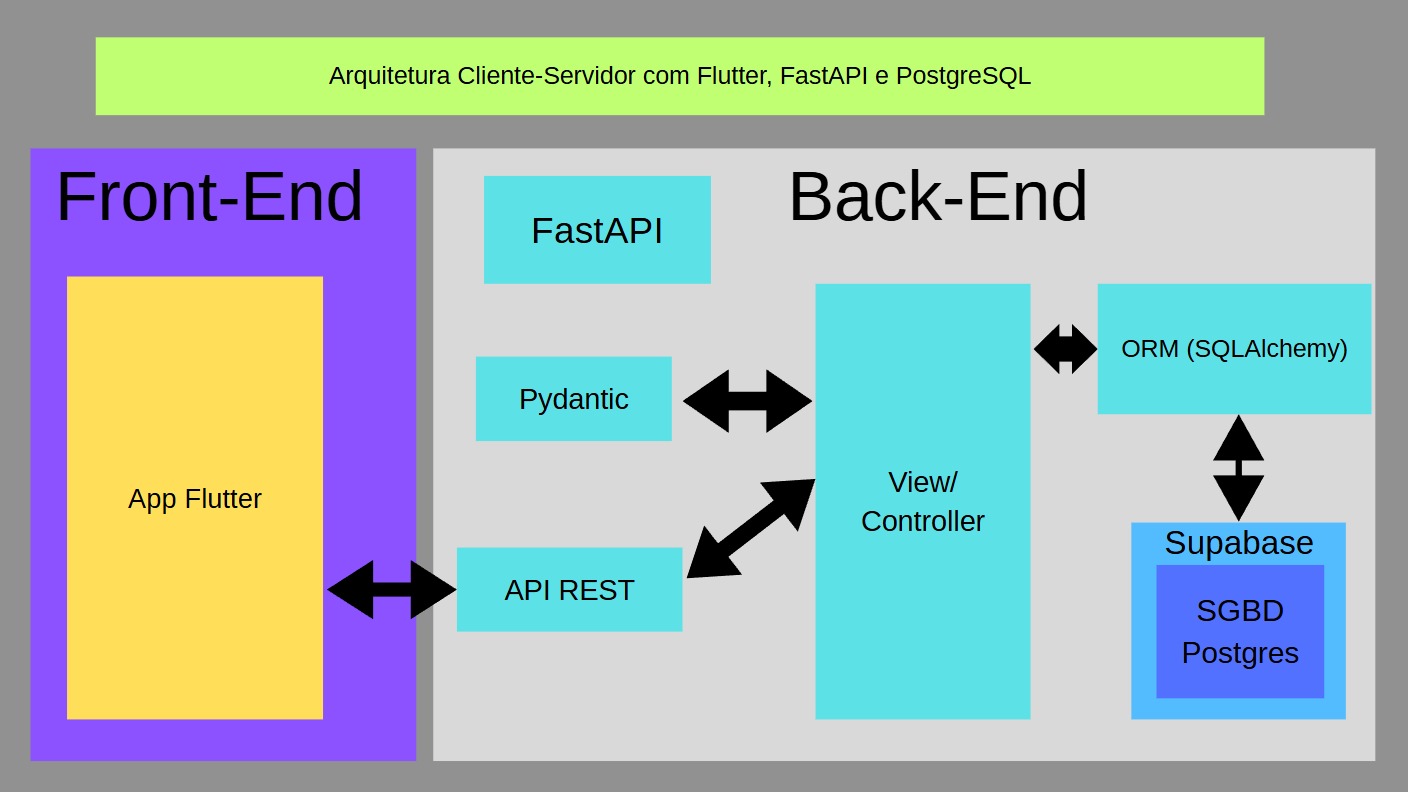 Arquitetura Cliente-Servidor com Flutter, FastAPI e PostgreSQL
Front-End
App Flutter
Back-End
FastAPI
Pydantic
API REST
View/
Controller
ORM (SQLAlchemy)
Supabase
SGBD
Postgres